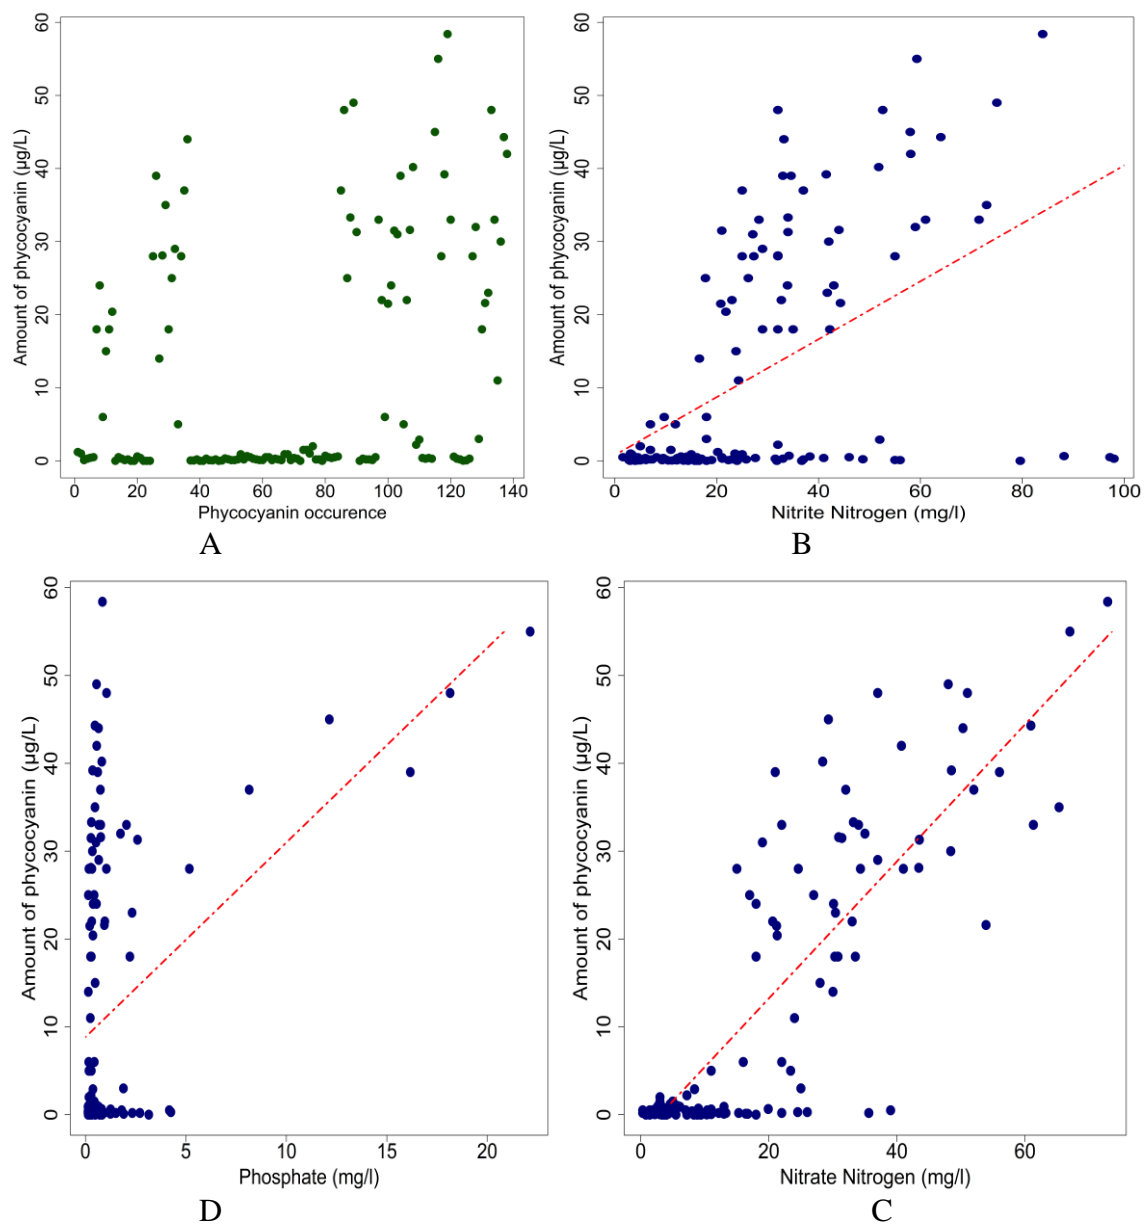 60
50
40
30
20
10
0
Amount of phycocyanin (µg/L)
0 20 40 60 80 100 120 140
Phycocyanin occurence
A
60
50
40
30
20
10
0
Amount of phycocyanin (µg/L)
0 20 40 60 80 100
Nitrite Nitrogen (mg/l)
B
60
50
40
30
20
10
0
Amount of phycocyanin (µg/L)
0 5 10 15 20
Phosphate (mg/l)
D
60
50
40
30
20
10
0
Amount of phycocyanin (µg/L)
0 20 40 60
Nitrate Nitrogen (mg/l)
C